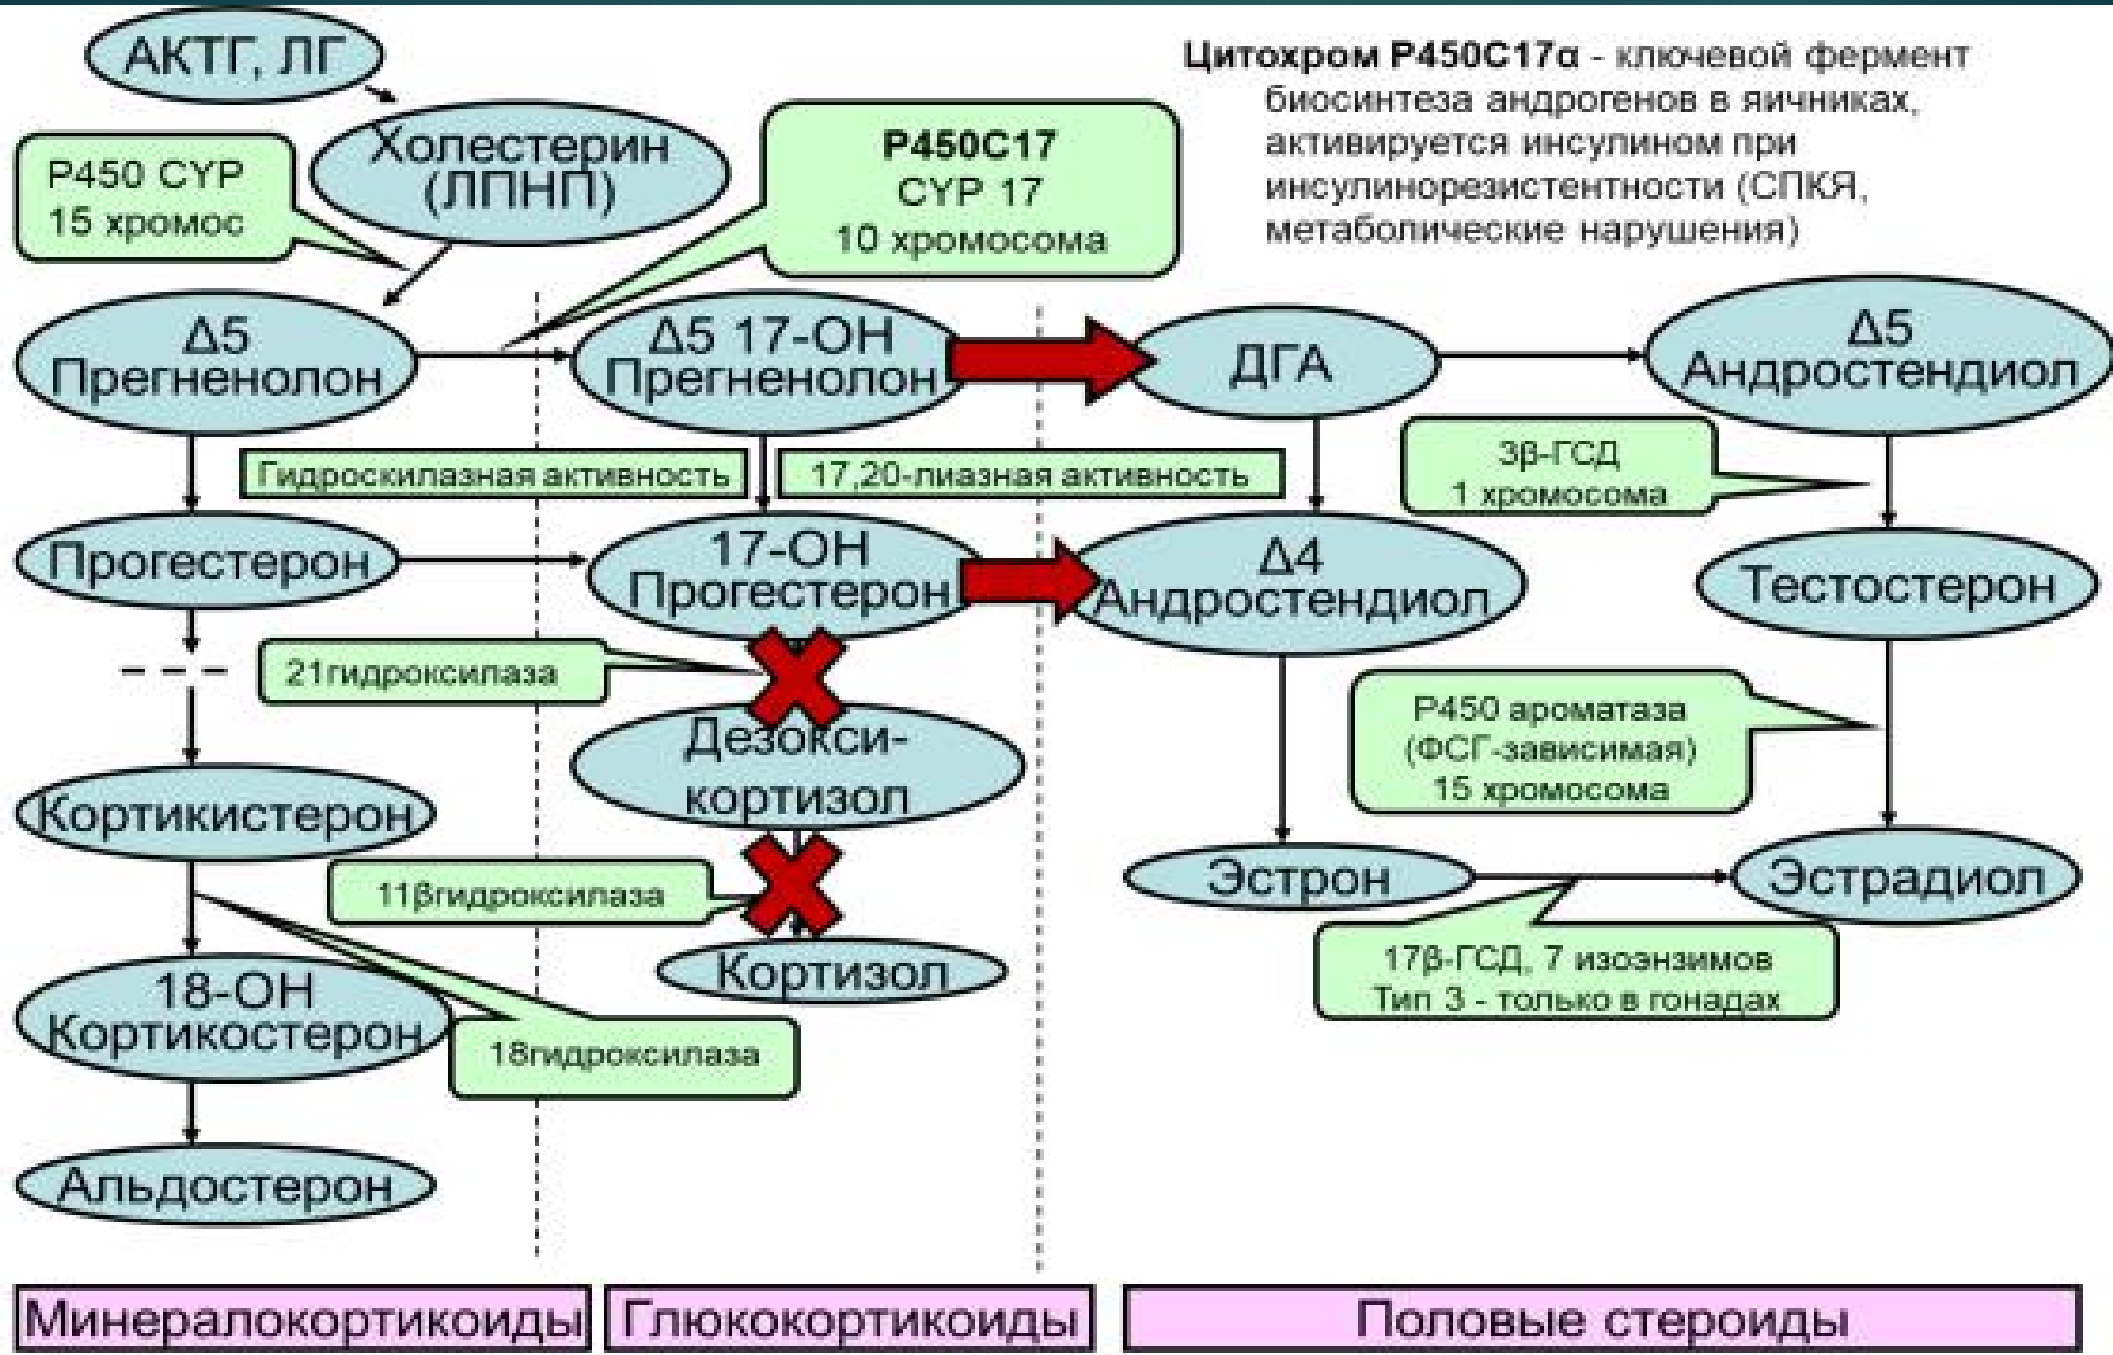 АКТГ, ЛГ
Холестерин
(ЛПНП)
P450 CYP
15 хромос
P450C17
CYP 17
10 хромосома
Цитохром P450C17α - ключевой фермент
биосинтеза андрогенов в яичниках,
активируется инсулином при
инсулинорезистентности (СПКЯ,
метаболические нарушения)
Δ5
Прегненолон
Δ5 17-ОН
Прегненолон
ДГА
Δ5
Андростендиол
Гидроскилазная активность
17,20-лиазная активность
3β-ГСД
1 хромосома
Прогестерон
17-ОН
Прогестерон
Δ4
Андростендиол
Тестостерон
21гидроксилаза
Дезокси-
кортизол
P450 ароматаза
(ФСГ-зависимая)
15 хромосома
Кортикистерон
11βгидроксилаза
Эстрон
Эстрадиол
Кортизол
17β-ГСД, 7 изоэнзимов
Тип 3 - только в гонадах
18-ОН
Кортикостерон
18гидроксилаза
Альдостерон
Минералокортикоиды
Глюкокортикоиды
Половые стероиды